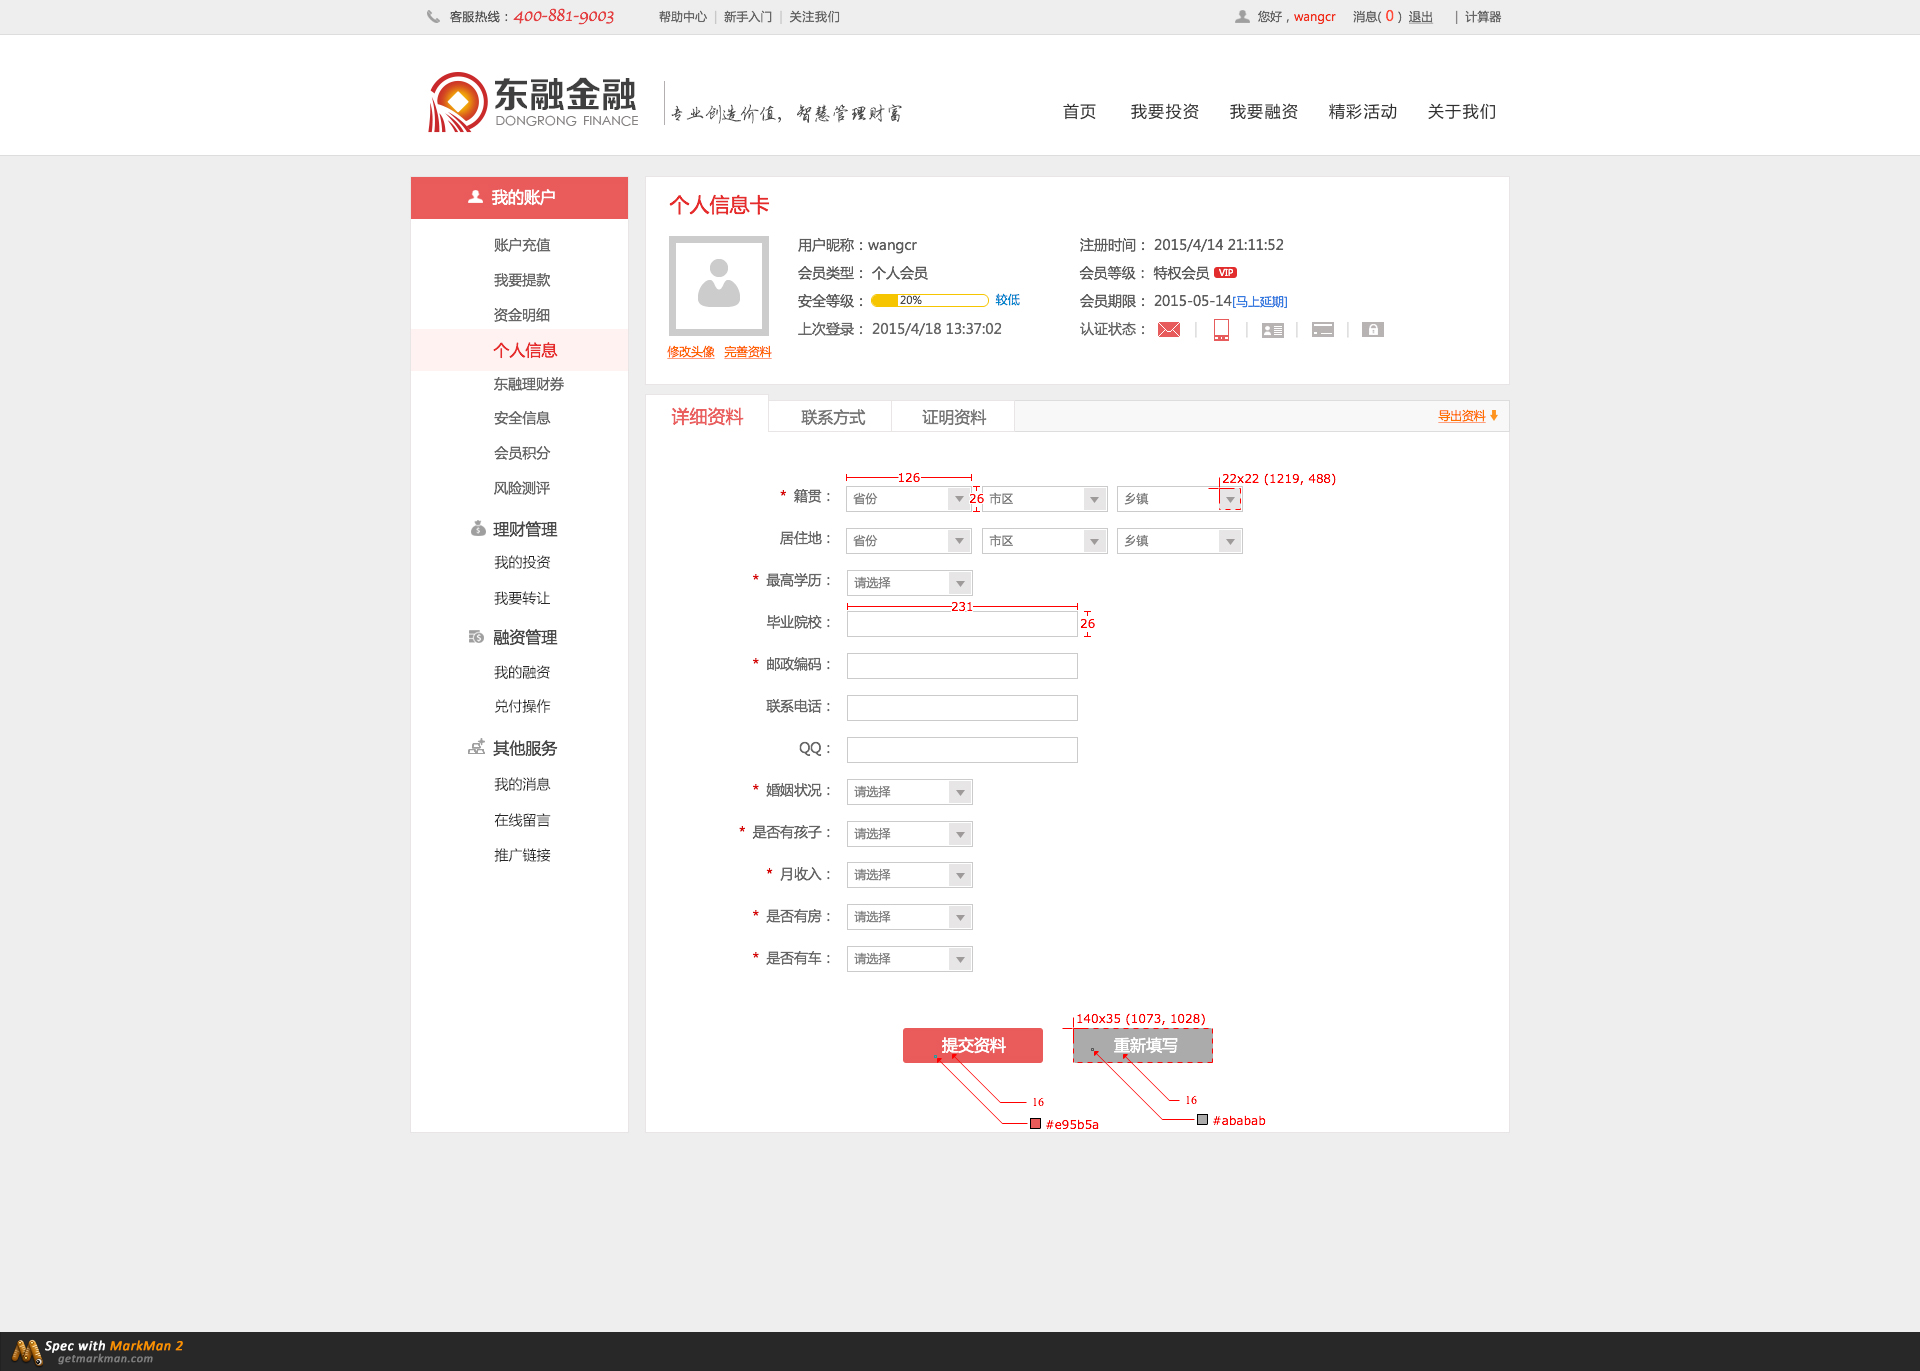 客服热线：400-881-9003 帮助中心 | 新手入门 | 关注我们 您好，wangcr 消息( 0 ) 退出 | 计算器
东融金融
DONGRONG FINANCE
专业创造价值，智慧管理财富
首页 我要投资 我要融资 精彩活动 关于我们
我的账户
账户充值
我要提款
资金明细
个人信息
东融理财券
安全信息
会员积分
风险测评
理财管理
我的投资
我要转让
融资管理
我的融资
兑付操作
其他服务
我的消息
在线留言
推广链接
个人信息卡
修改头像 完善资料
用户昵称：wangcr
会员类型： 个人会员
安全等级： 20% 较低
上次登录： 2015/4/18 13:37:02
注册时间： 2015/4/14 21:11:52
会员等级： 特权会员 VIP
会员期限： 2015-05-14[马上延期]
认证状态： | | | |
详细资料 联系方式 证明资料 导出资料
126 22x22 (1219, 488)
* 籍贯： 省份 26 市区 乡镇
居住地： 省份 市区 乡镇
* 最高学历： 请选择
231
毕业院校： 26
* 邮政编码：
联系电话：
QQ：
* 婚姻状况： 请选择
* 是否有孩子： 请选择
* 月收入： 请选择
* 是否有房： 请选择
* 是否有车： 请选择
140x35 (1073, 1028)
提交资料 重新填写
16 16
#e95b5a #ababab
Spec with MarkMan 2
getmarkman.com